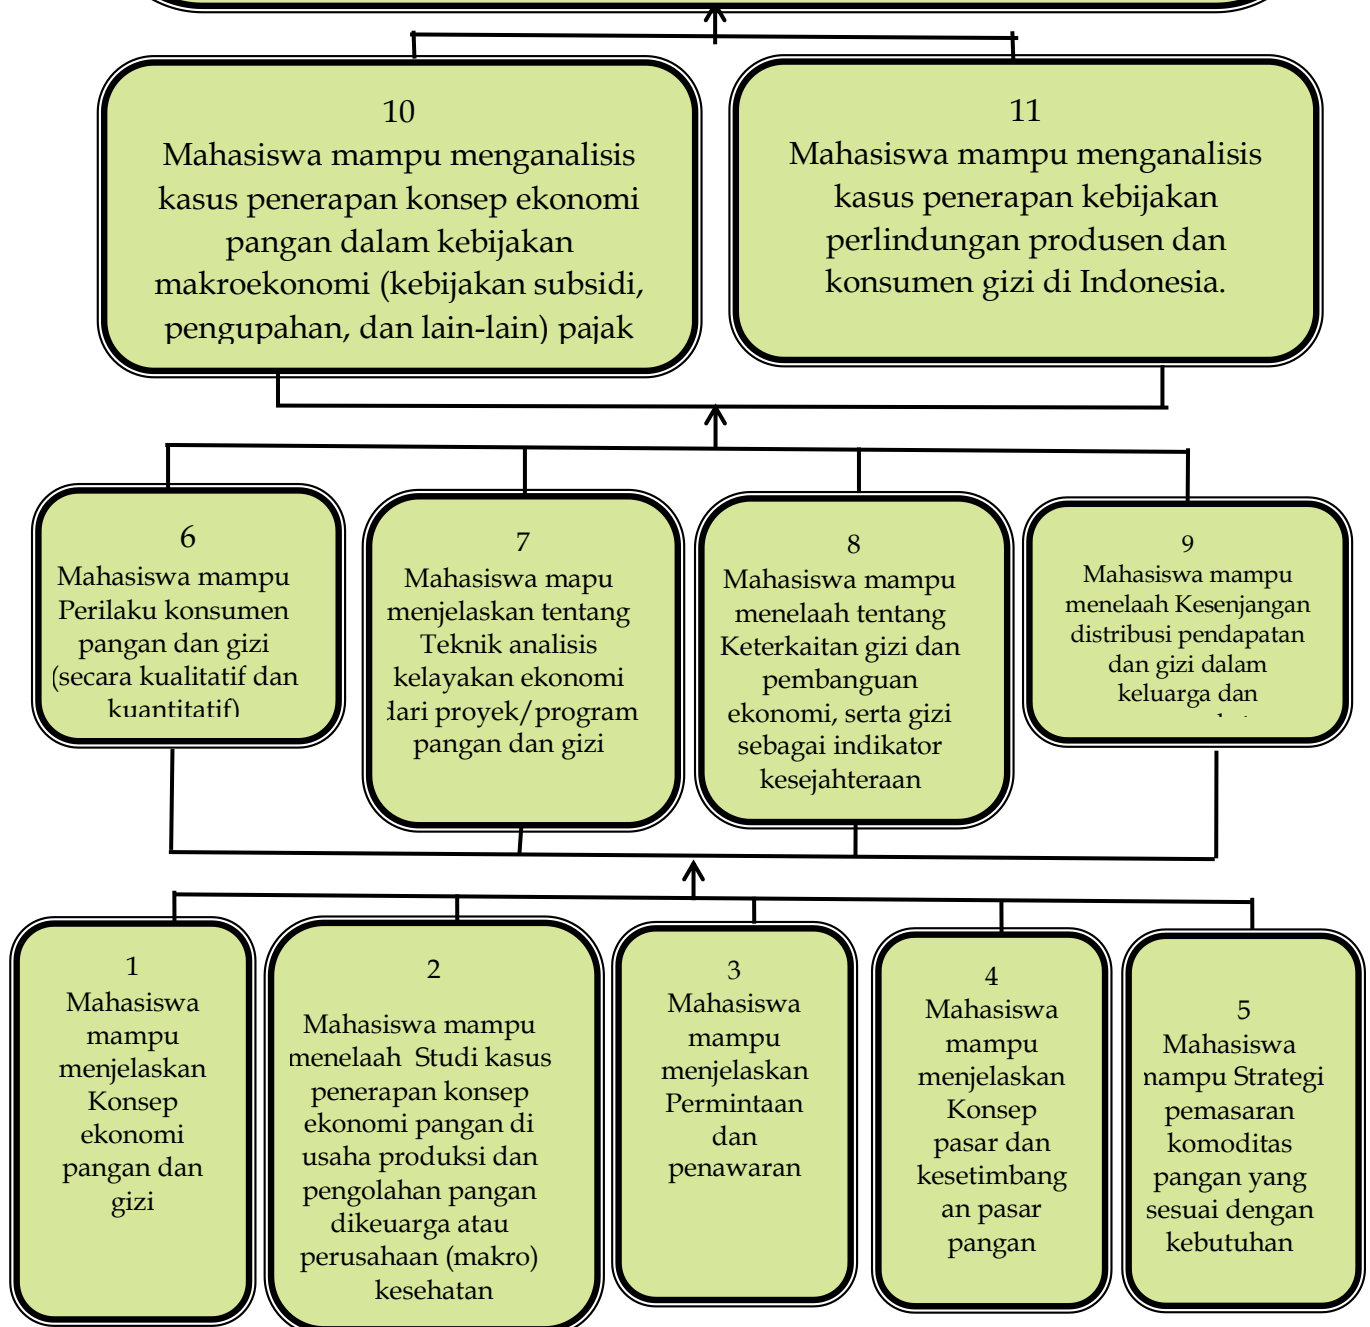 10
Mahasiswa mampu menganalisis
kasus penerapan konsep ekonomi
pangan dalam kebijakan
makroekonomi (kebijakan subsidi,
pengupahan, dan lain-lain) pajak
11
Mahasiswa mampu menganalisis
kasus penerapan kebijakan
perlindungan produsen dan
konsumen gizi di Indonesia.
6
Mahasiswa mampu
Perilaku konsumen
pangan dan gizi
(secara kualitatif dan
kuantitatif)
7
Mahasiswa mapu
menjelaskan tentang
Teknik analisis
kelayakan ekonomi
dari proyek/program
pangan dan gizi
8
Mahasiswa mampu
menelaah tentang
Keterkaitan gizi dan
pembanguan
ekonomi, serta gizi
sebagai indikator
kesejahteraan
9
Mahasiswa mampu
menelaah Kesenjangan
distribusi pendapatan
dan gizi dalam
keluarga dan
1
Mahasiswa
mampu
menjelaskan
Konsep
ekonomi
pangan dan
gizi
2
Mahasiswa mampu
menelaah Studi kasus
penerapan konsep
ekonomi pangan di
usaha produksi dan
pengolahan pangan
dikeuarga atau
perusahaan (makro)
kesehatan
3
Mahasiswa
mampu
menjelaskan
Permintaan
dan
penawaran
4
Mahasiswa
mampu
menjelaskan
Konsep
pasar dan
kesetimbang
an pasar
pangan
5
Mahasiswa
mampu Strategi
pemasaran
komoditas
pangan yang
sesuai dengan
kebutuhan